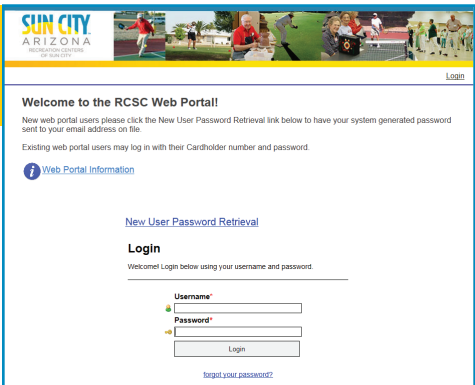 SUN CITY
ARIZONA
RECREATION CENTERS
OF SUN CITY
Login
Welcome to the RCSC Web Portal!
New web portal users please click the New User Password Retrieval link below to have your system generated password
sent to your email address on file.
Existing web portal users may log in with their Cardholder number and password.
i Web Portal Information
New User Password Retrieval
Login
Welcome! Login below using your username and password.
Username*
Password*
Login
forgot your password?